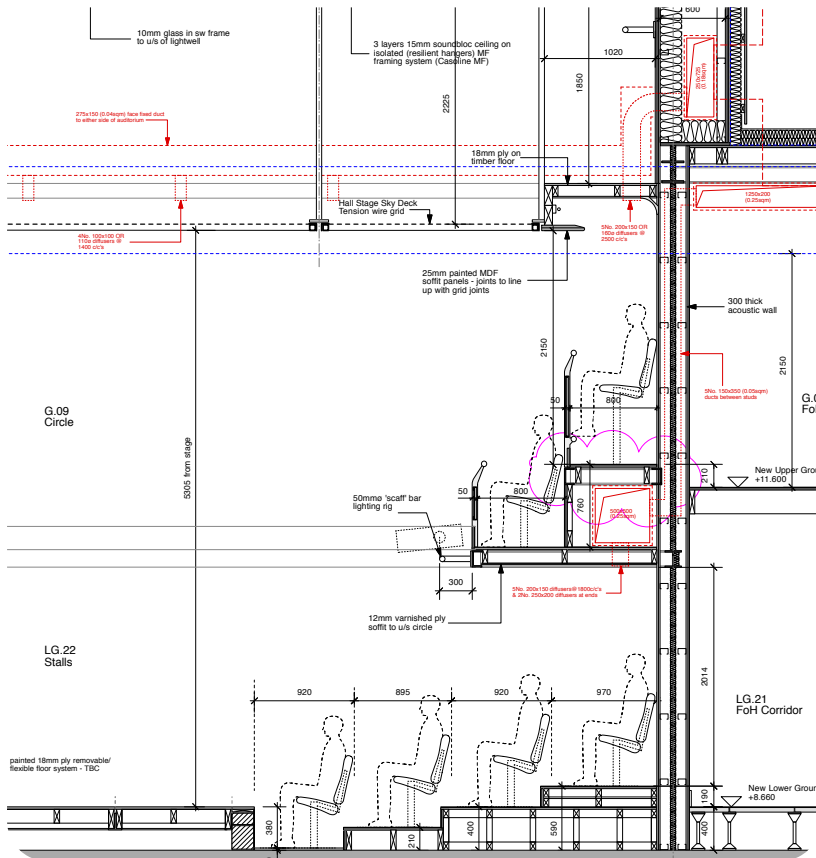 600
10mm glass in sw frame
to u/s of lightwell
3 layers 15mm soundbloc ceiling on
isolated (resilient hangers) MF
framing system (Casoline MF)
1020
1850
2225
250x725
(0.18sqm)
275x150 (0.04sqm) face fixed duct
to either side of auditorium
18mm ply on
timber floor
1250x200
(0.25sqm)
Hall Stage Sky Deck
Tension wire grid
4No. 100x100 OR
110ø diffusers @
1400 c/c's
5No. 200x150 OR
160ø diffusers @
2500 c/c's
25mm painted MDF
soffit panels - joints to line
up with grid joints
300 thick
acoustic wall
2150
2150
5No. 150x350 (0.05sqm)
ducts between studs
50
800
G.09
Circle
5305 from stage
50mmø 'scaff' bar
lighting rig
50
800
760
210
New Upper Grou
+11.600
300
5No. 200x150 diffusers@1800c/c's
& 2No. 250x200 diffusers at ends
12mm varnished ply
soffit to u/s circle
LG.22
Stalls
920
895
920
970
2014
LG.21
FoH Corridor
painted 18mm ply removable/
flexible floor system - TBC
New Lower Groun
+8.660
190
380
210
400
590
400